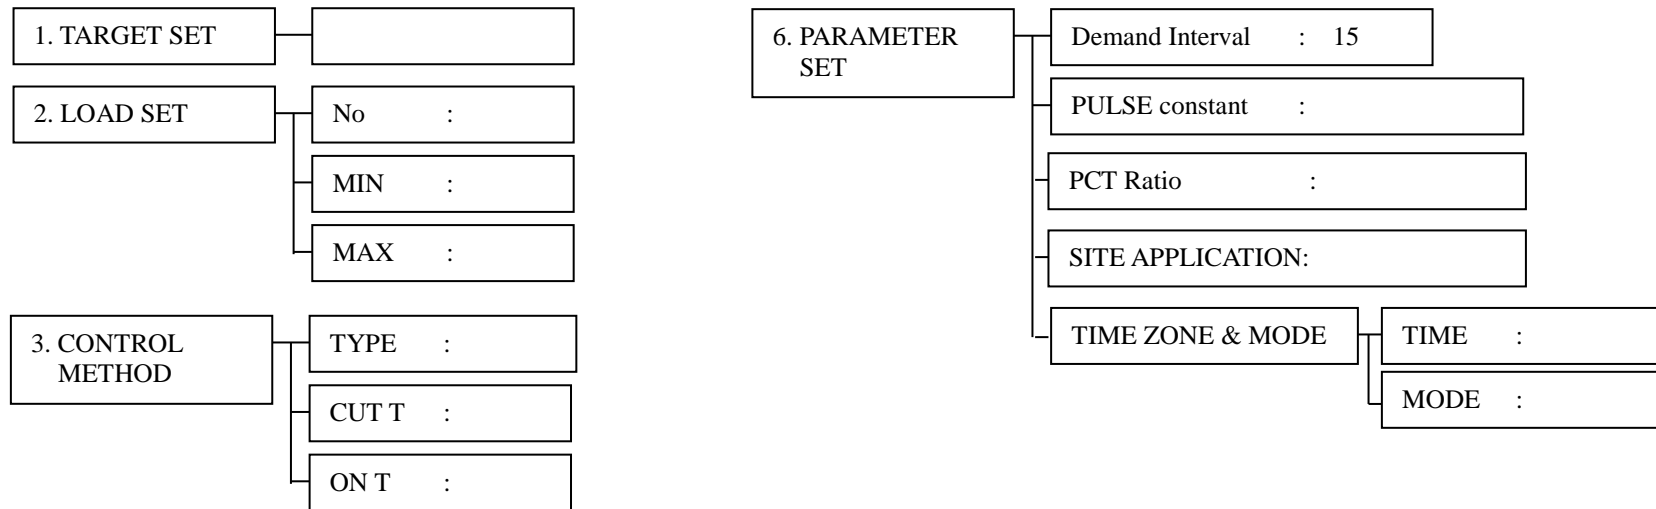 1. TARGET SET
2. LOAD SET
No :
MIN :
MAX :
3. CONTROL
METHOD
TYPE :
CUT T :
ON T :
6. PARAMETER
SET
Demand Interval : 15
PULSE constant :
PCT Ratio :
SITE APPLICATION:
TIME ZONE & MODE
TIME :
MODE :